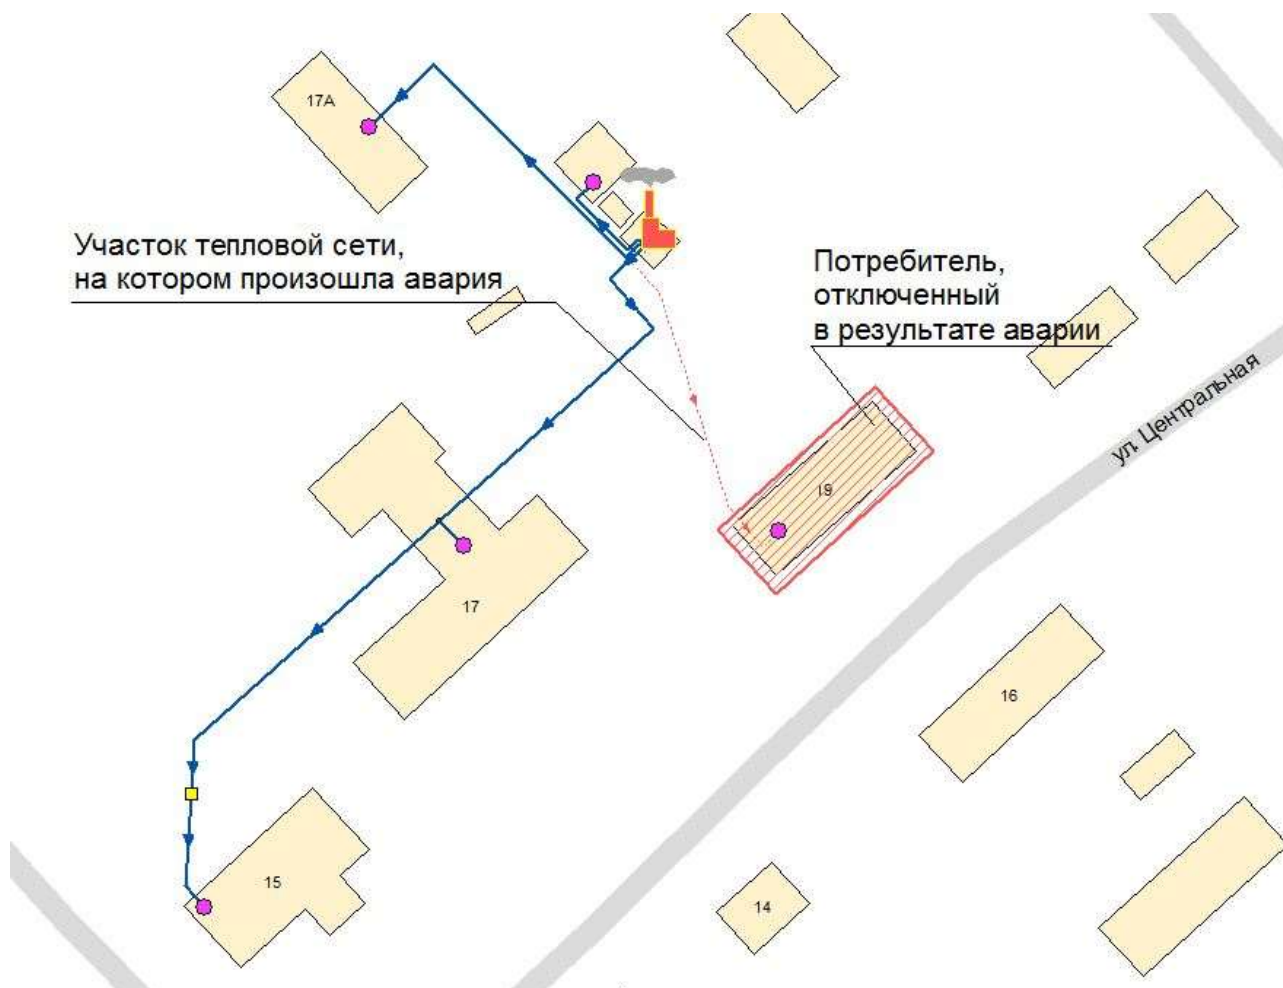 17А
Участок тепловой сети,
на котором произошла авария
Потребитель,
отключенный
в результате аварии
ул. Центральная
19
17
16
15
14